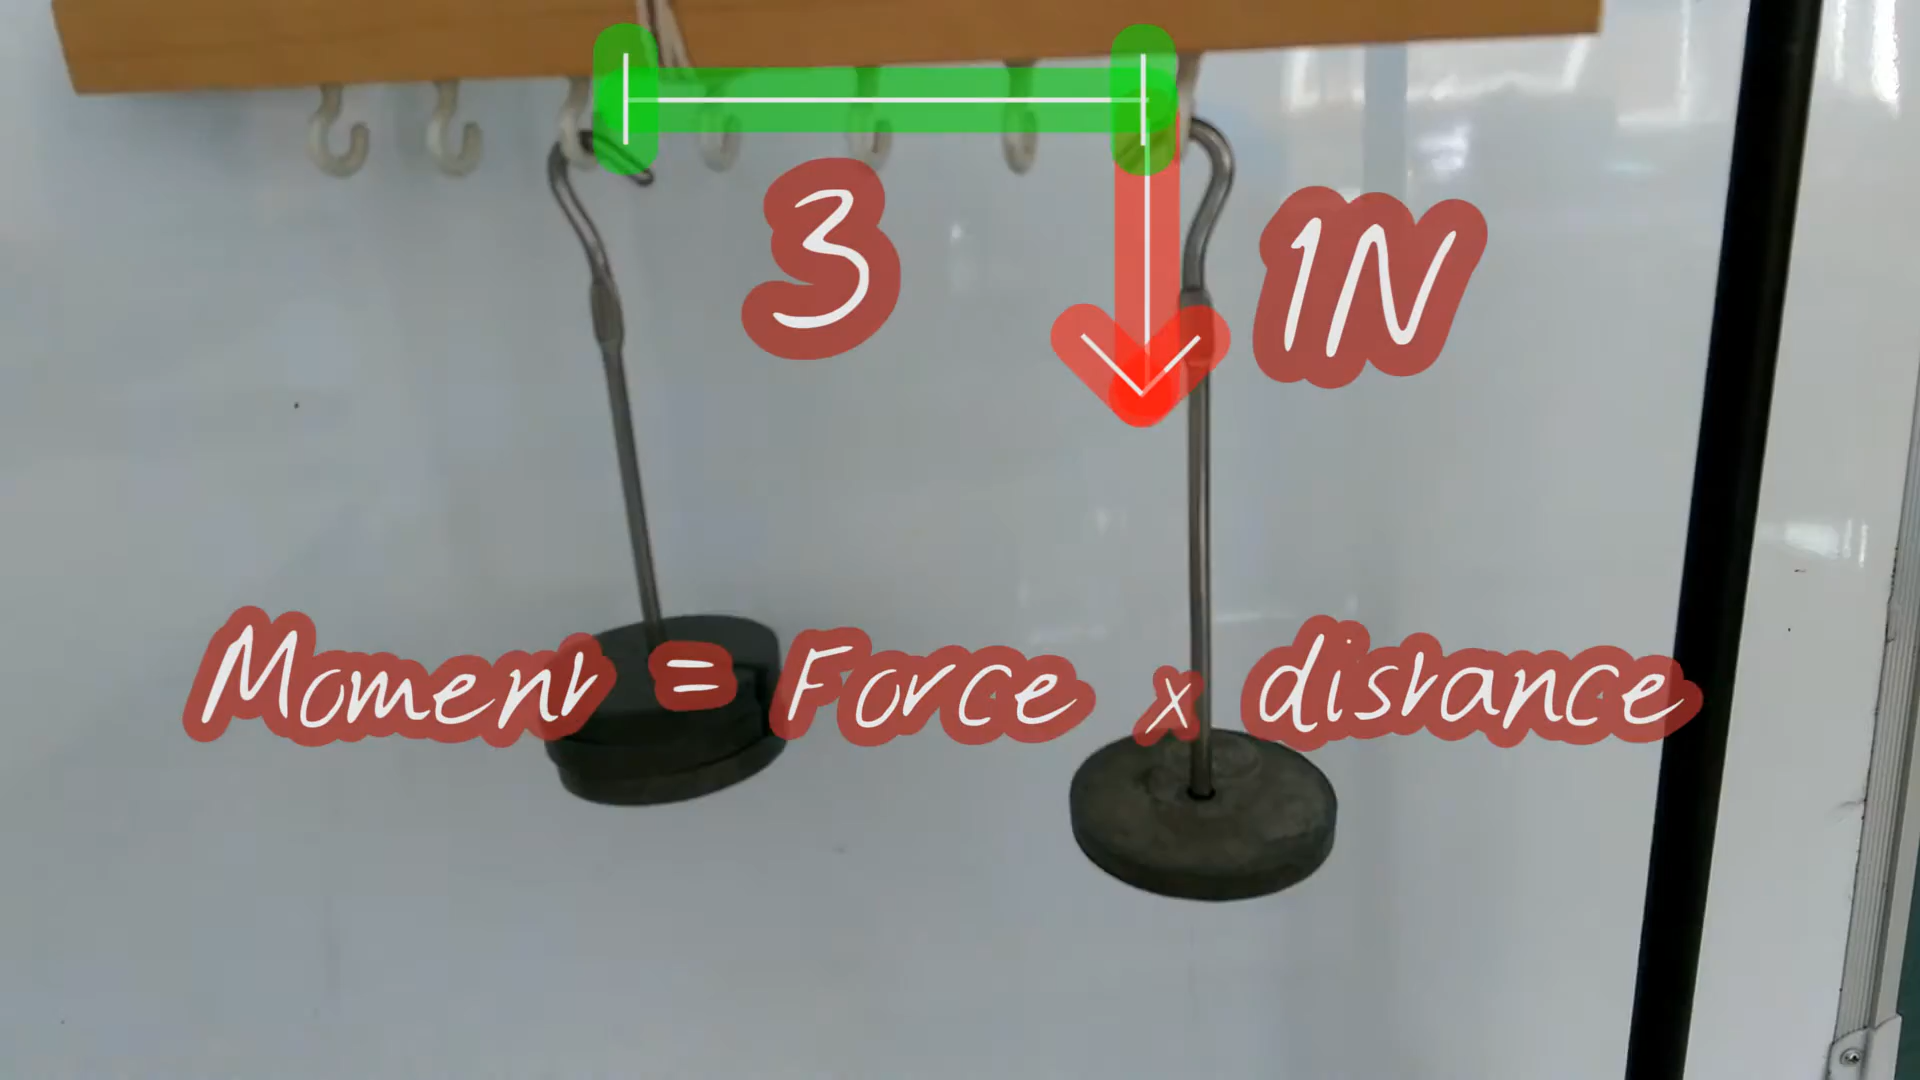 3
1N
Moment = Force x distance